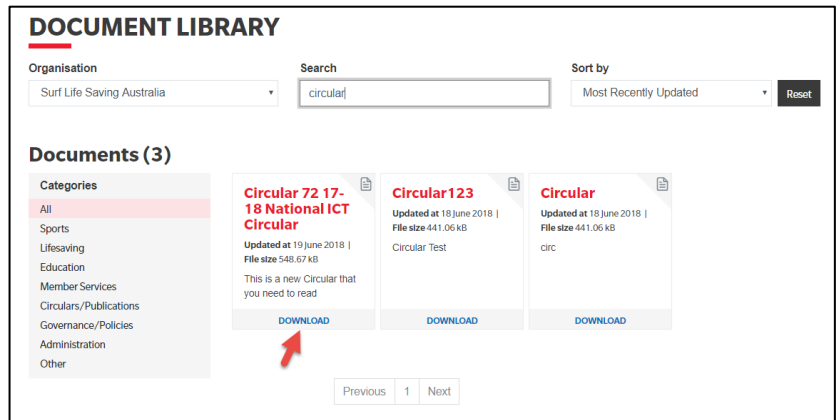 DOCUMENT LIBRARY
Organisation
Search
Sort by
Surf Life Saving Australia
circular
Most Recently Updated
Reset
Documents (3)
Categories
All
Sports
Lifesaving
Education
Member Services
Circulars/Publications
Governance/Policies
Administration
Other
Circular 72 17-
18 National ICT
Circular
Updated at 19 June 2018 |
File size 548.67 kB
This is a new Circular that
you need to read
DOWNLOAD
Circular123
Updated at 18 June 2018 |
File size 441.06 kB
Circular Test
DOWNLOAD
Circular
Updated at 18 June 2018 |
File size 441.06 kB
circ
DOWNLOAD
Previous 1 Next